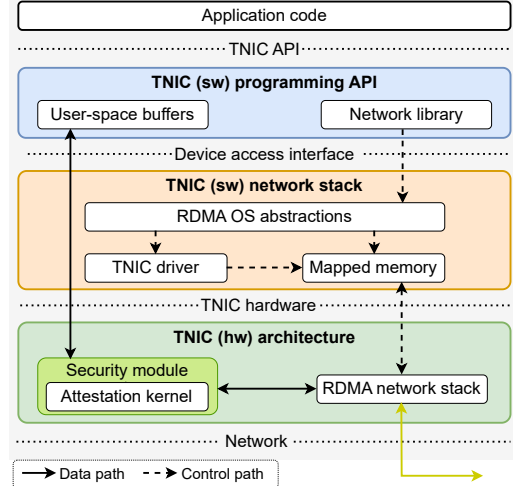 Application code
TNIC API
TNIC (sw) programming API
User-space buffers
Network library
Device access interface
TNIC (sw) network stack
RDMA OS abstractions
TNIC driver
Mapped memory
TNIC hardware
TNIC (hw) architecture
Security module
Attestation kernel
RDMA network stack
Network
Data path
Control path